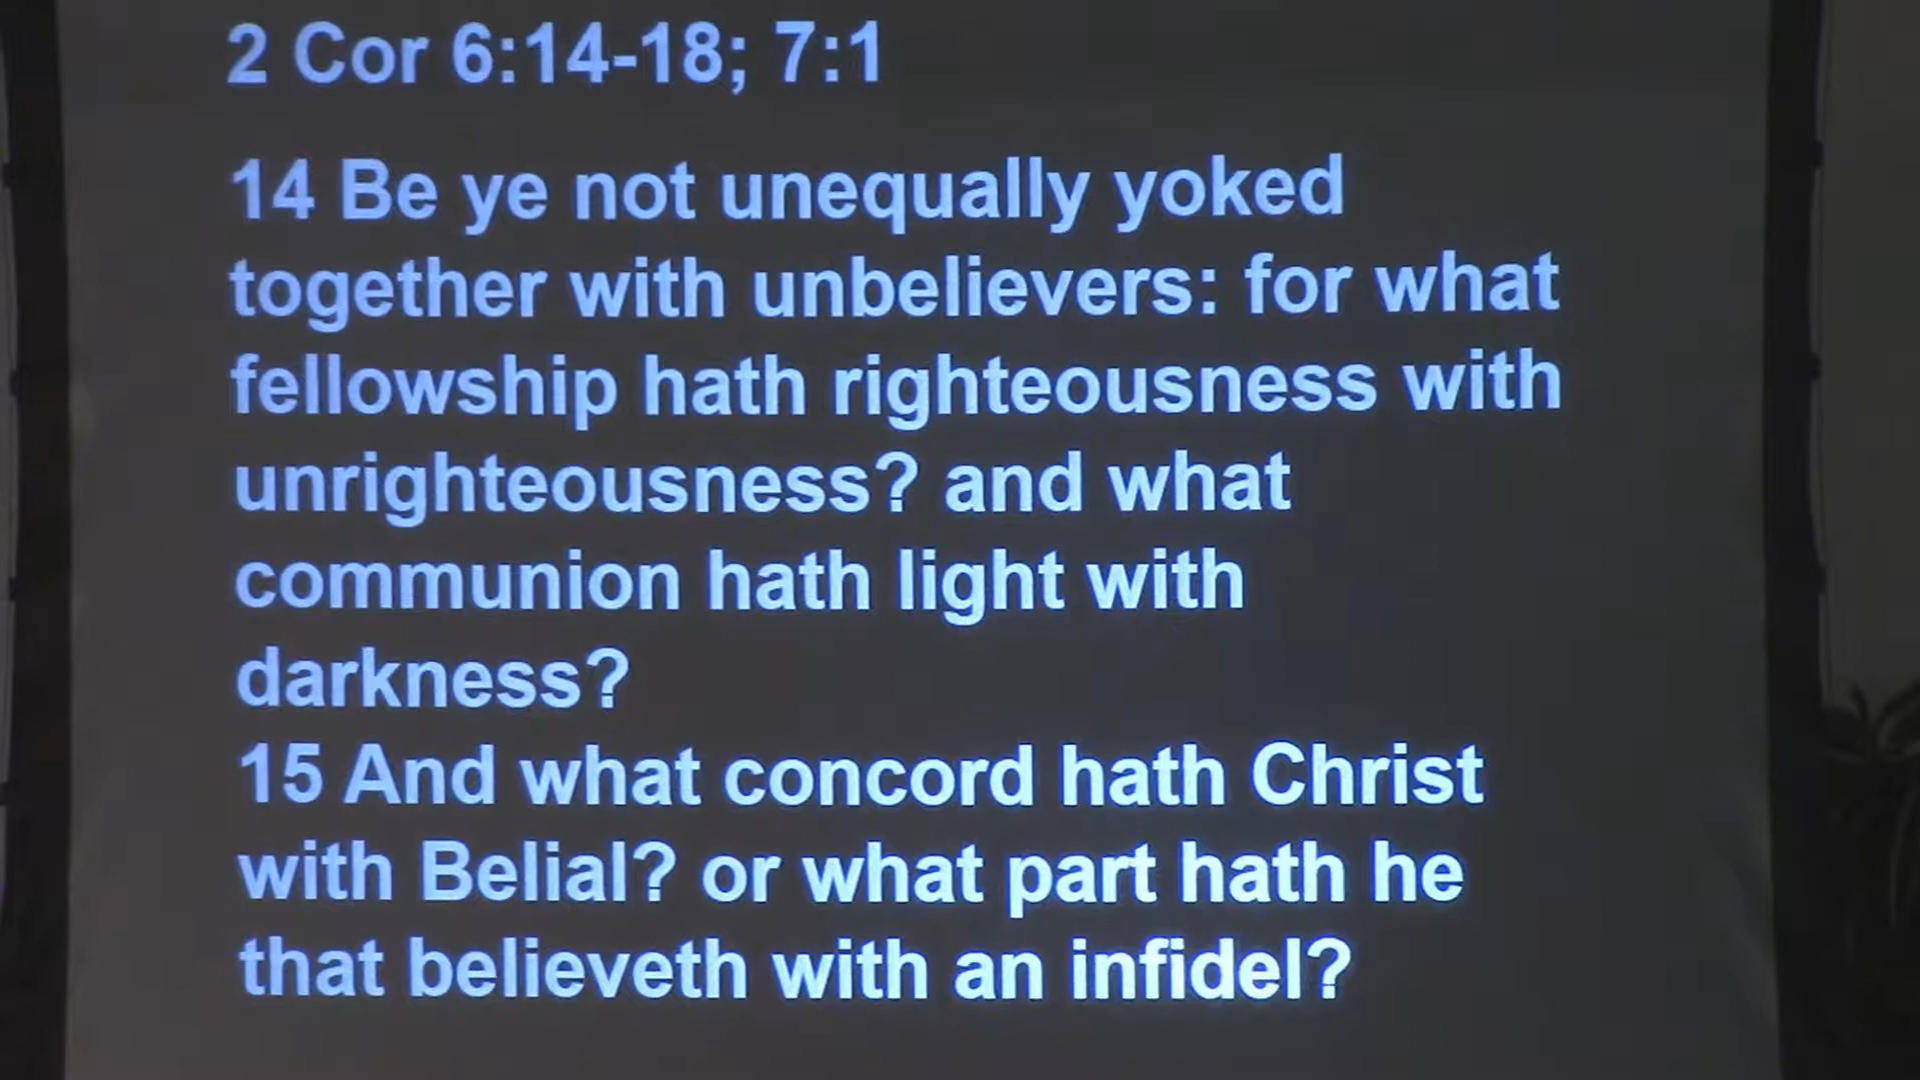 2 Cor 6:14-18; 7:1
14 Be ye not unequally yoked
together with unbelievers: for what
fellowship hath righteousness with
unrighteousness? and what
communion hath light with
darkness?
15 And what concord hath Christ
with Belial? or what part hath he
that believeth with an infidel?